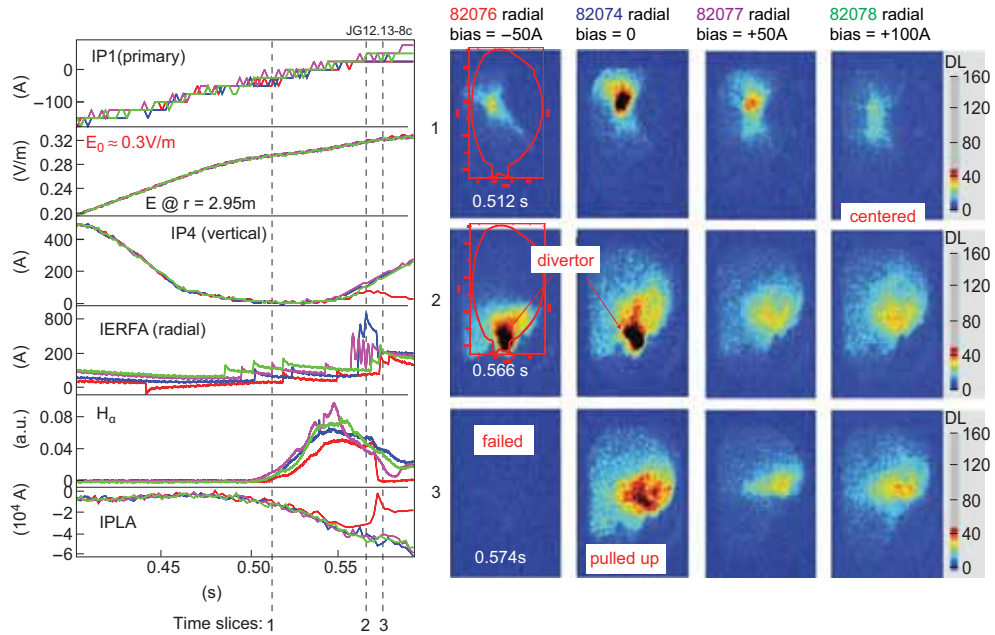 JG12.13-8c
IP1(primary)
(A)
0
−100
E₀ ≈ 0.3V/m
E @ r = 2.95m
(V/m)
0.32
0.28
0.24
0.20
IP4 (vertical)
(A)
400
200
0
IERFA (radial)
(A)
800
200
0
Hα
(a.u.)
0.08
0.04
0
IPLA
(10⁴ A)
0
−2
−4
−6
0.45
0.50
0.55
(s)
Time slices: 1 2 3
82076 radial
bias = −50A
82074 radial
bias = 0
82077 radial
bias = +50A
82078 radial
bias = +100A
1
0.512 s
centered
DL
160
120
80
40
0
2
divertor
0.566 s
DL
160
120
80
40
0
3
failed
0.574s
pulled up
DL
160
120
80
40
0